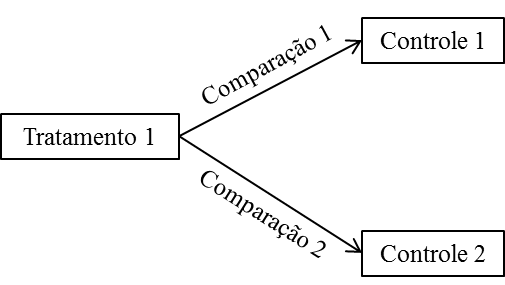 Comparação 1
Controle 1
Tratamento 1
Comparação 2
Controle 2